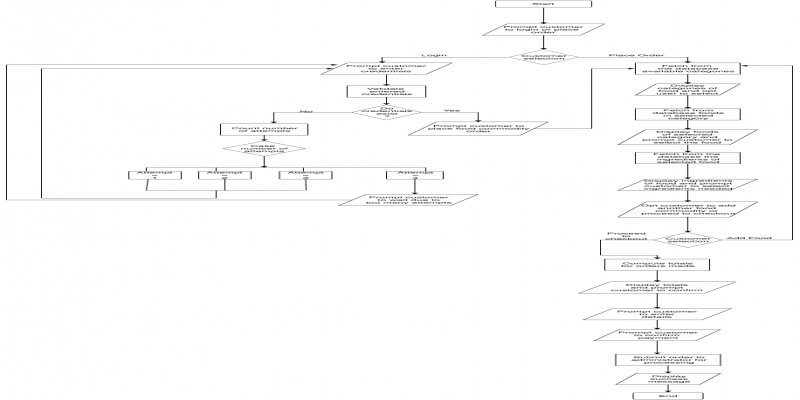 Start
Prompt customer
to login or place
order
Login
Customer
selection
Place Order
Prompt customer
to enter
credentials
Fetch from
the database
available categories
Validate
entered
credentials
Display
categories of
food and opt
user to select
No
Do
credentials
exist
Yes
Fetch from
database foods
in selected
category
Count number
of attempts
Prompt customer to
place food commodity
order
Display foods
of selected
category and
prompt customer to
select the food
Case
number of
attempts
Fetch from the
database the
ingredients of
selected food
Attempt
Attempt
Attempt
Attempt
Display ingredients
of food and prompt
customer to select
ingredients needed
Prompt customer
to wait due to
too many attempts
Opt customer to add
another food
commodity or
proceed to checkout
Proceed
to
checkout
Customer
selection
Add Food
Compute totals
for orders made
Display totals
and prompt
customer to confirm
Prompt customer
to enter
details
Prompt customer
to confirm
payment
Submit order to
administrator for
processing
Display
success
message
End